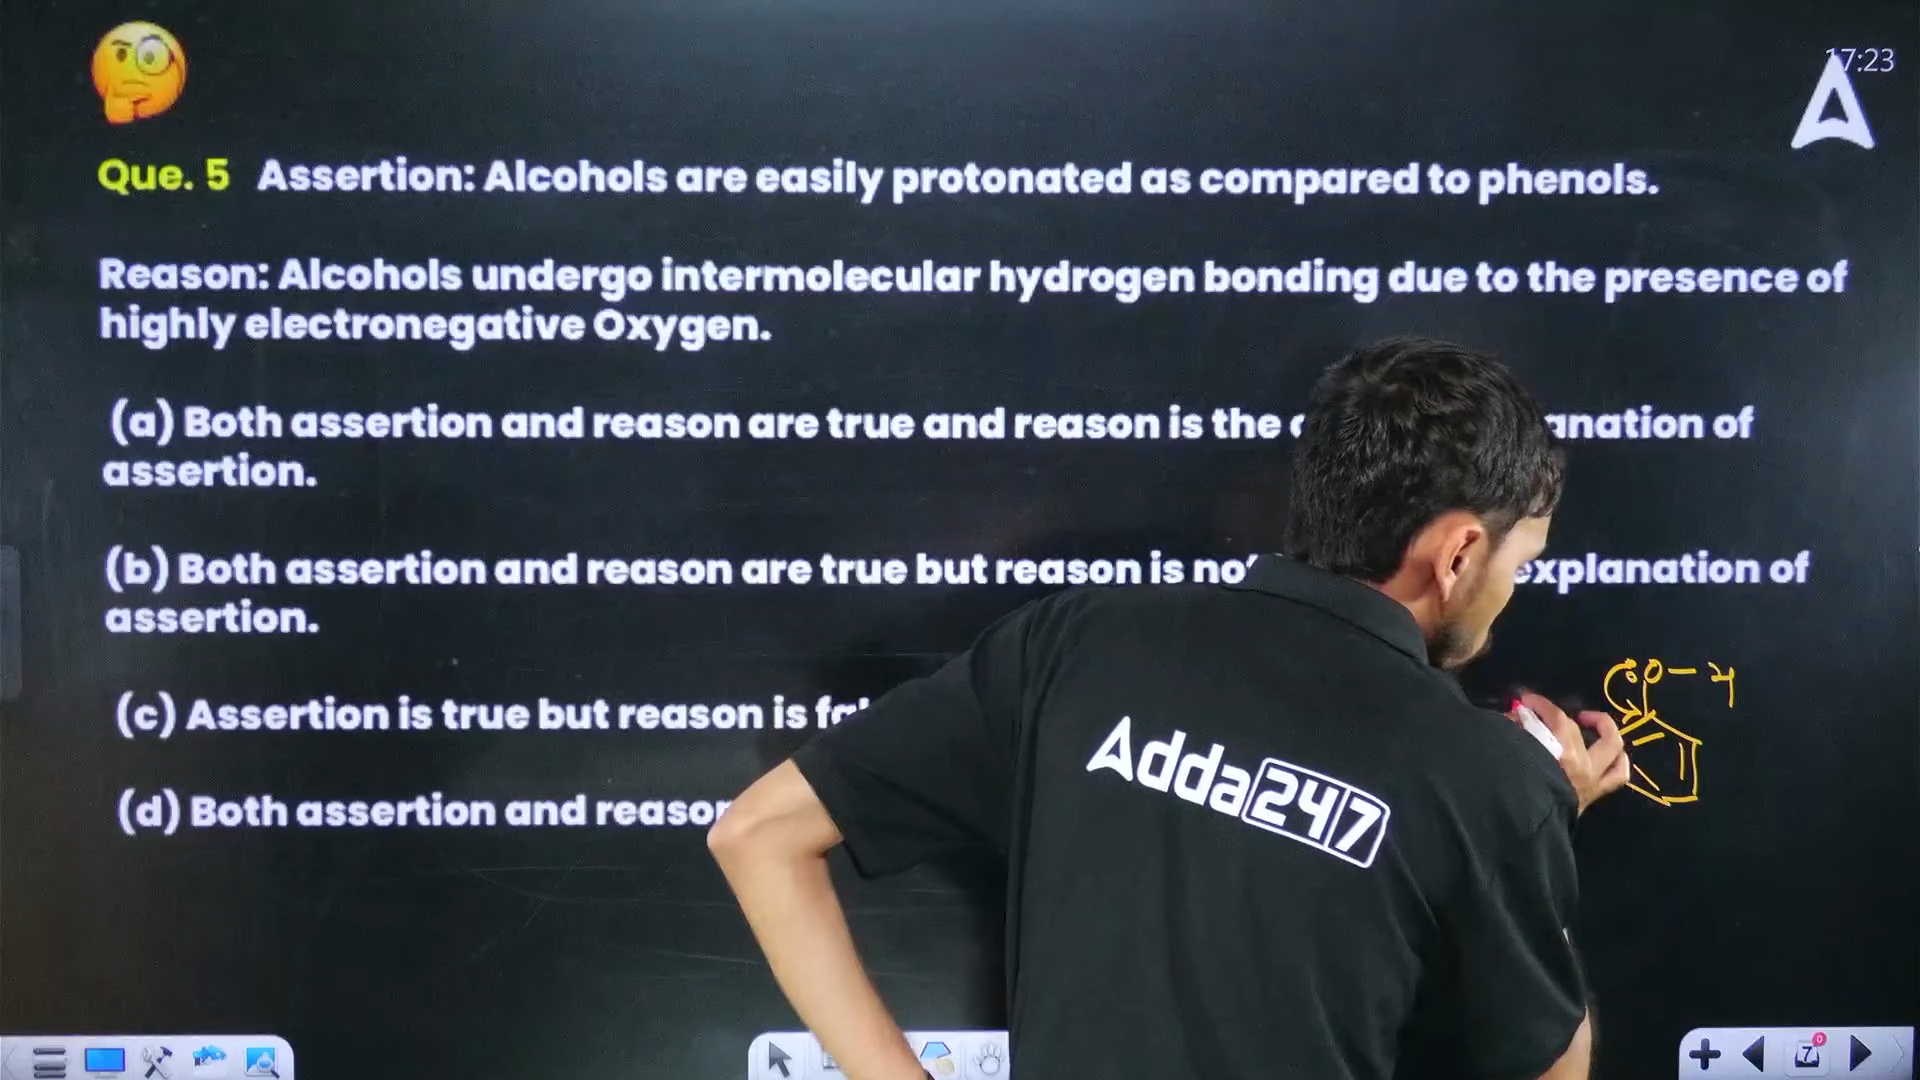 17:23
Que. 5 Assertion: Alcohols are easily protonated as compared to phenols.
Reason: Alcohols undergo intermolecular hydrogen bonding due to the presence of
highly electronegative Oxygen.
(a) Both assertion and reason are true and reason is the
of
assertion.
(b) Both assertion and reason are true but reason is
explanation of
assertion.
(c) Assertion is true but reason is
(d) Both assertion and
O - H
Adda247
7
0